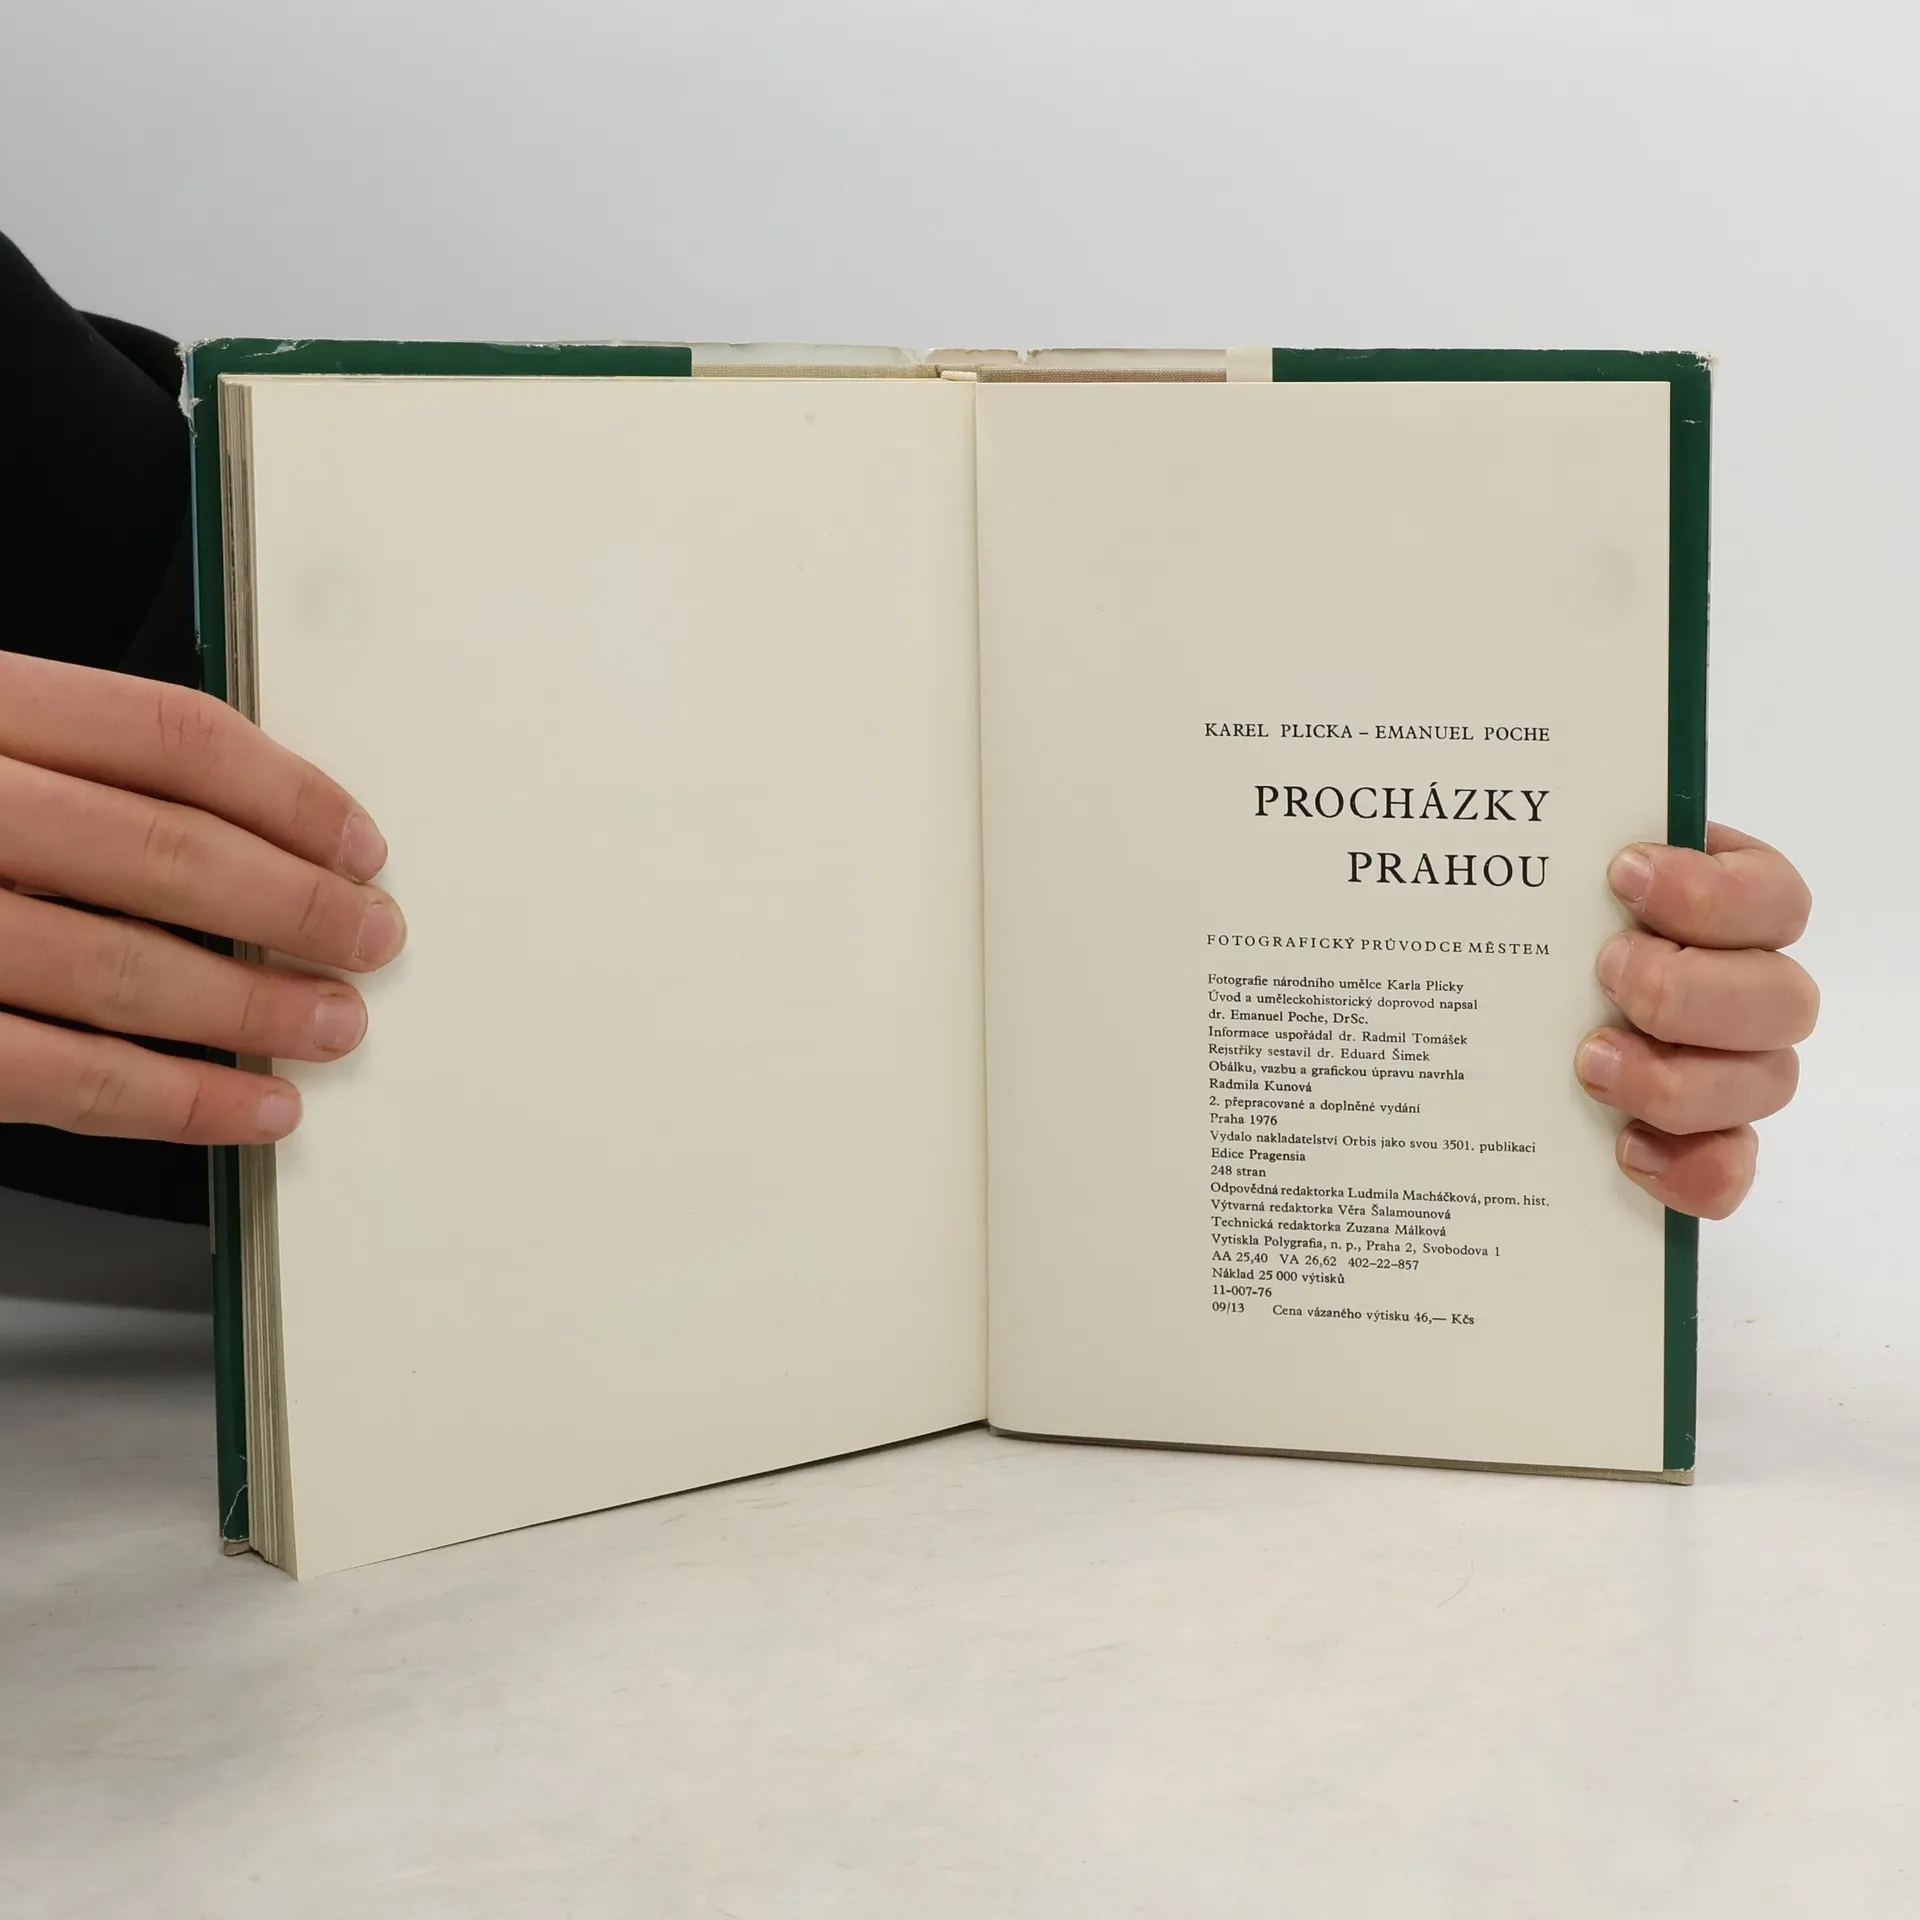 KAREL PLICKA – EMANUEL POCHE
PROCHÁZKY
PRAHOU
FOTOGRAFICKÝ PRŮVODCE MĚSTEM
Fotografie národního umělce Karla Plicky
Úvod a uměleckohistorický doprovod napsal
dr. Emanuel Poche, DrSc.
Informace uspořádal dr. Radmil Tomášek
Rejstříky sestavil dr. Eduard Šimek
Obálku, vazbu a grafickou úpravu navrhla
Radmila Kunová
2. přepracované a doplněné vydání
Praha 1976
Vydalo nakladatelství Orbis jako svou 3501. publikaci
Edice Pragensia
248 stran
Odpovědná redaktorka Ludmila Macháčková, prom. hist.
Výtvarná redaktorka Věra Šalamounová
Technická redaktorka Zuzana Málková
Vytiskla Polygrafia, n. p., Praha 2, Svobodova 1
AA 25,40 VA 26,62 402–22–857
Náklad 25 000 výtisků
11-007-76
09/13 Cena vázaného výtisku 46,— Kčs